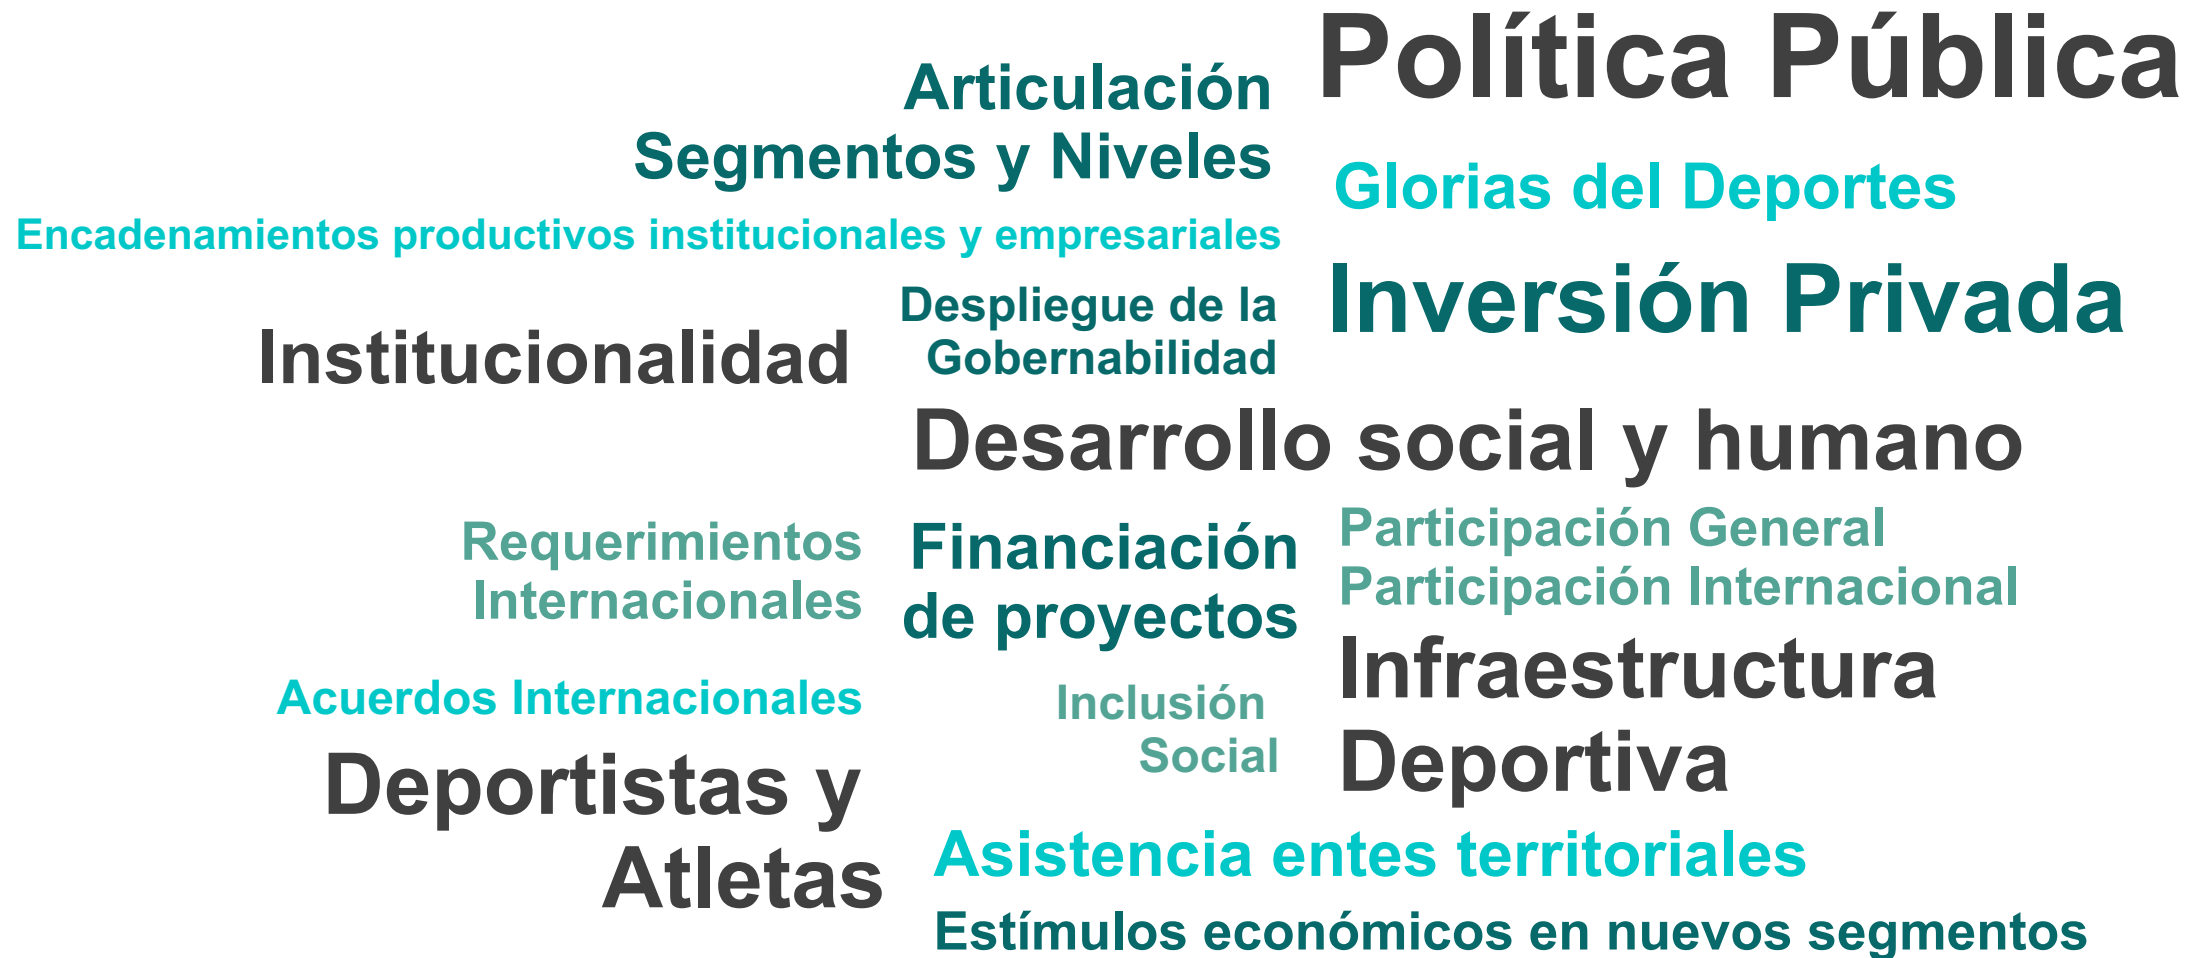 Política Pública
Articulación
Segmentos y Niveles
Glorias del Deportes
Encadenamientos productivos institucionales y empresariales
Inversión Privada
Despliegue de la
Gobernabilidad
Institucionalidad
Desarrollo social y humano
Requerimientos
Internacionales
Financiación
de proyectos
Participación General
Participación Internacional
Infraestructura
Deportiva
Acuerdos Internacionales
Inclusión
Social
Deportistas y
Atletas
Asistencia entes territoriales
Estímulos económicos en nuevos segmentos